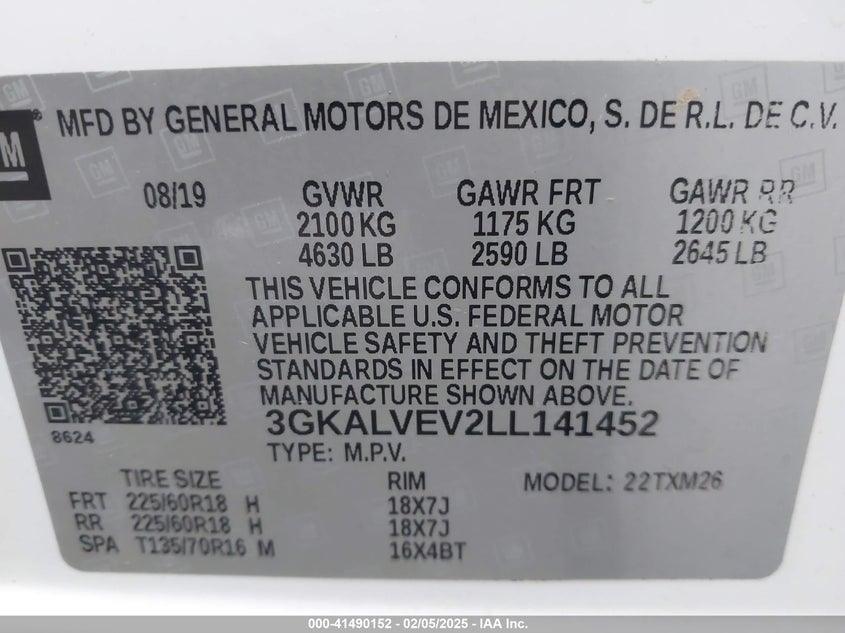 GM ®
MFD BY GENERAL MOTORS DE MEXICO, S. DE R.L. DE C.V.
08/19 GVWR GAWR FRT GAWR RR
2100 KG 1175 KG 1200 KG
4630 LB 2590 LB 2645 LB
THIS VEHICLE CONFORMS TO ALL
APPLICABLE U.S. FEDERAL MOTOR
VEHICLE SAFETY AND THEFT PREVENTION
STANDARDS IN EFFECT ON THE DATE OF
MANUFACTURE SHOWN ABOVE.
8624
3GKALVEV2LL141452
TYPE: M.P.V.
TIRE SIZE RIM MODEL: 22TXM26
FRT 225/60R18 H 18X7J
RR 225/60R18 H 18X7J
SPA T135/70R16 M 16X4BT
000-41490152 - 02/05/2025 - IAA Inc.